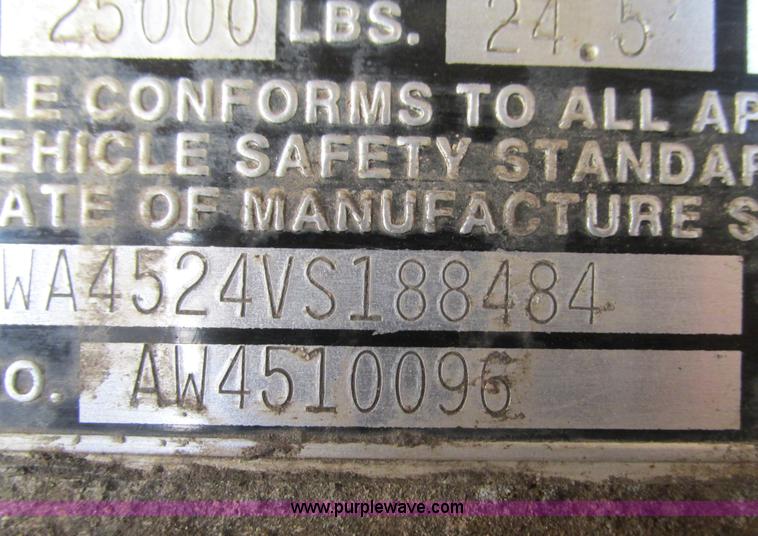 25000 LBS. 24.5
LE CONFORMS TO ALL AP
EHICLE SAFETY STANDAR
ATE OF MANUFACTURE S
WA4524VS188484
O. AW4510096
www.purplewave.com